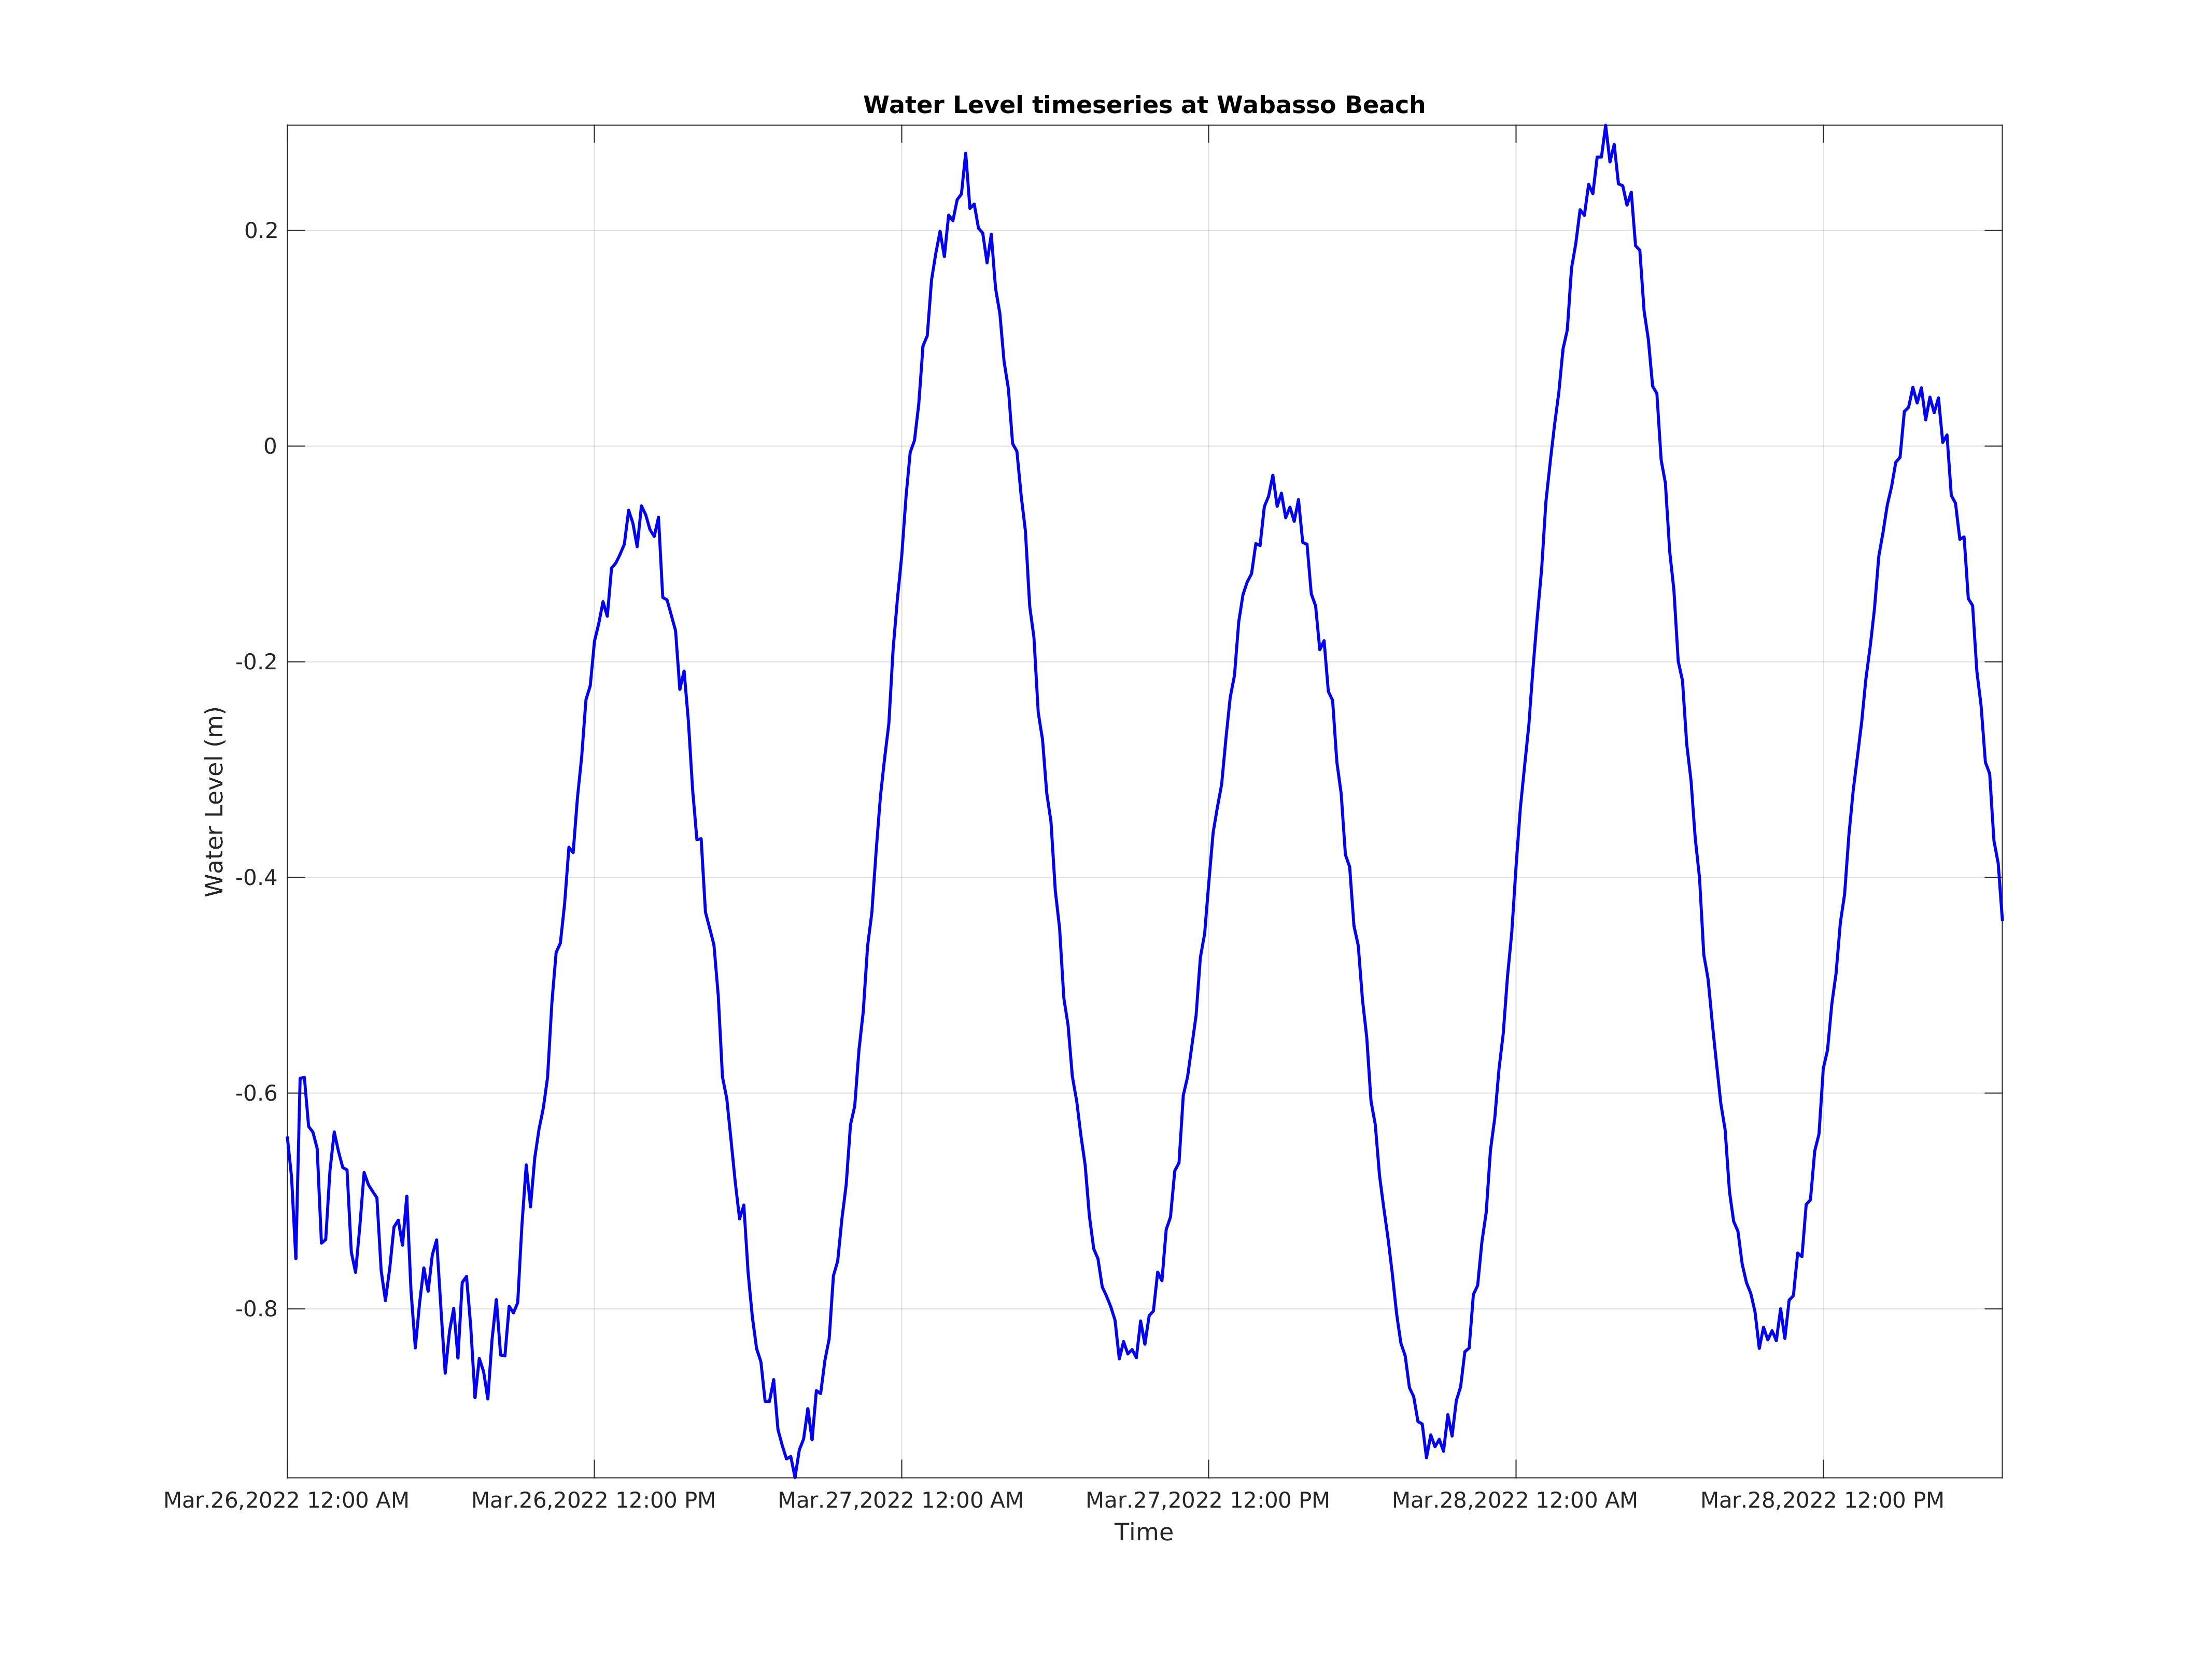 Water Level timeseries at Wabasso Beach
0.2
0
-0.2
-0.4
-0.6
-0.8
Water Level (m)
Mar.26,2022 12:00 AM
Mar.26,2022 12:00 PM
Mar.27,2022 12:00 AM
Mar.27,2022 12:00 PM
Mar.28,2022 12:00 AM
Mar.28,2022 12:00 PM
Time